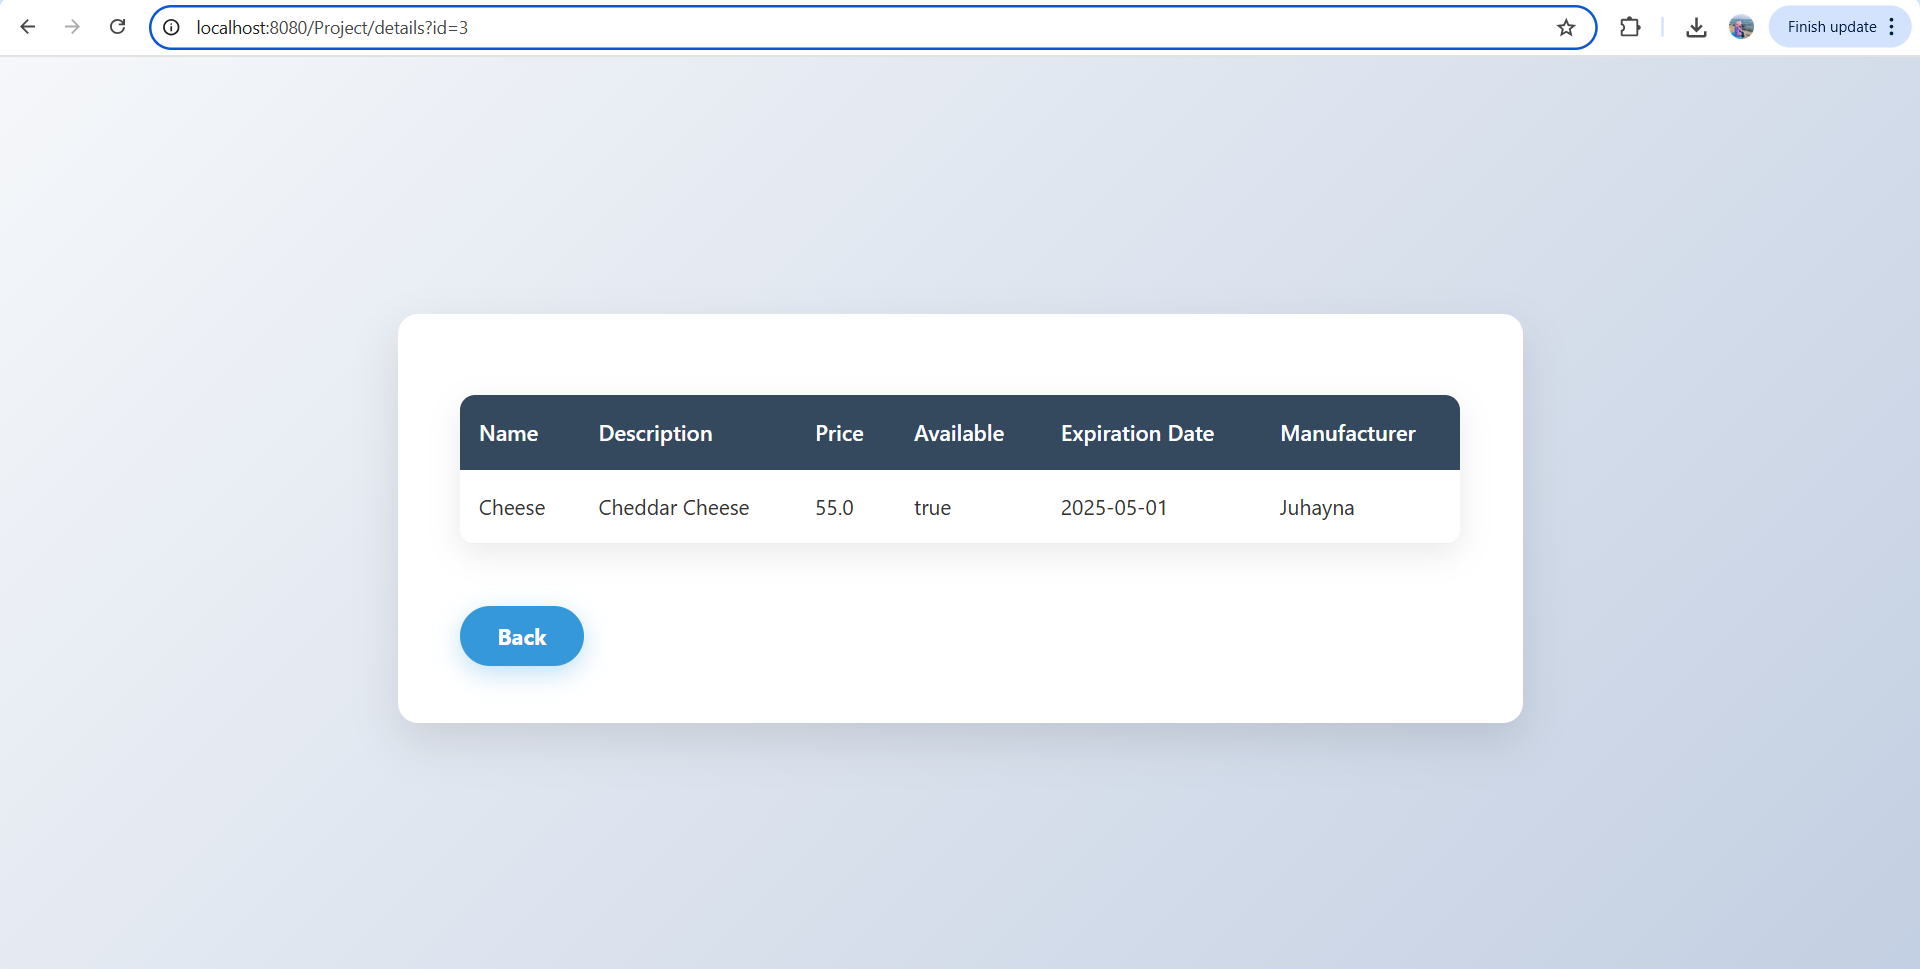 localhost:8080/Project/details?id=3
Finish update
Name Description Price Available Expiration Date Manufacturer
Cheese Cheddar Cheese 55.0 true 2025-05-01 Juhayna
Back